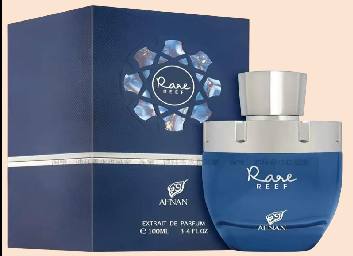 Rare
REEF
AFNAN
EXTRAIT DE PARFUM
℮ 100ML 3.4 FL.OZ
Rare
REEF
AFNAN